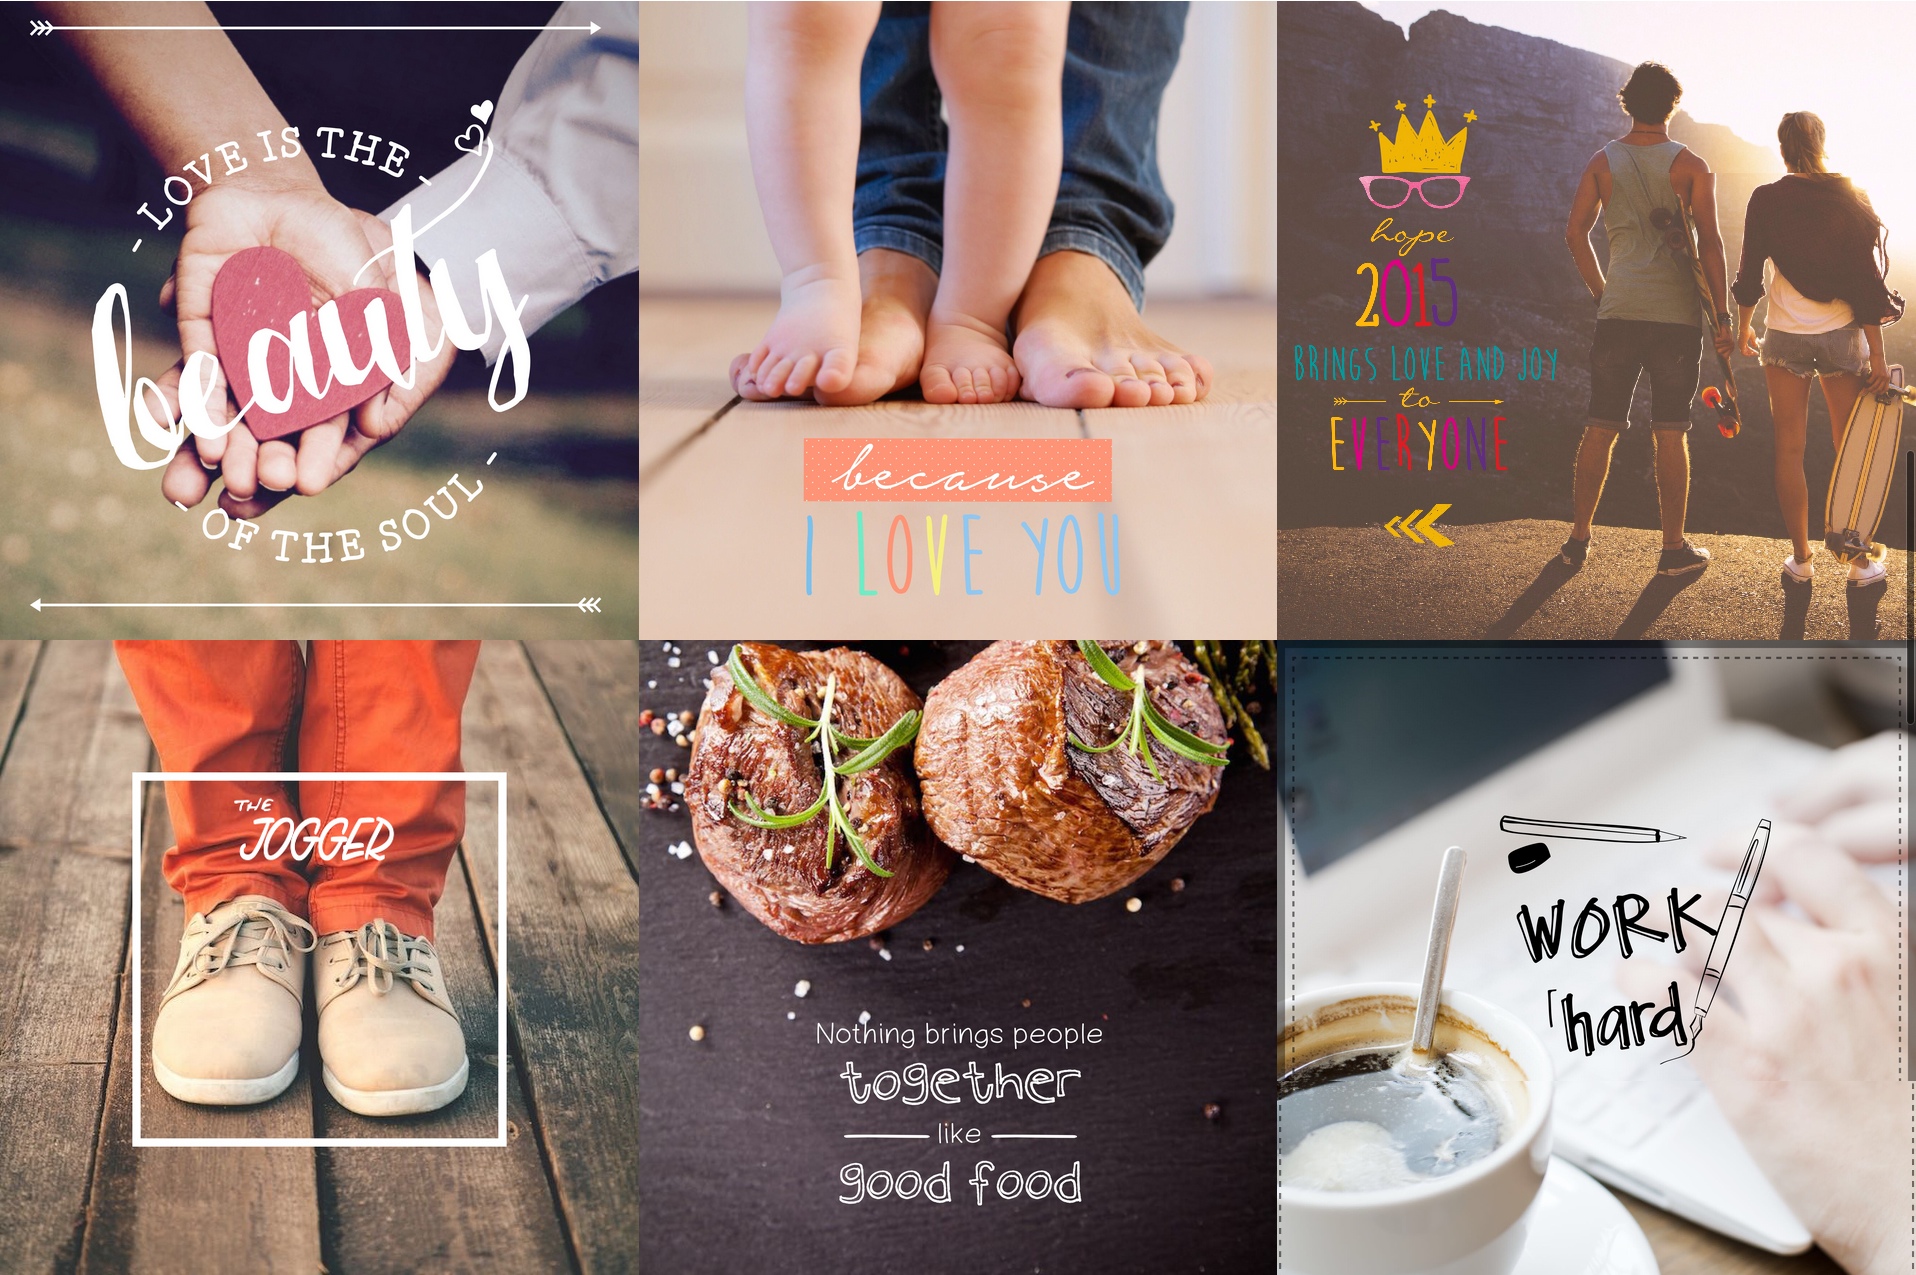 - LOVE IS THE -
beauty
- OF THE SOUL -
because
I LOVE YOU
hope
2015
BRINGS LOVE AND JOY
to
EVERYONE
THE
JOGGER
Nothing brings people
together
like
good food
WORK
hard